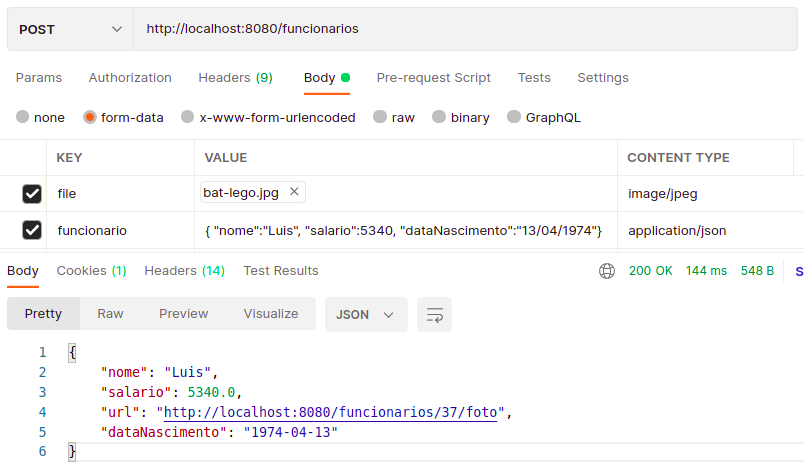 POST http://localhost:8080/funcionarios
Params Authorization Headers (9) Body Pre-request Script Tests Settings
none form-data x-www-form-urlencoded raw binary GraphQL
KEY VALUE CONTENT TYPE
file bat-lego.jpg image/jpeg
funcionario { "nome":"Luis", "salario":5340, "dataNascimento":"13/04/1974"} application/json
Body Cookies (1) Headers (14) Test Results 200 OK 144 ms 548 B S
Pretty Raw Preview Visualize JSON
1 {
2 "nome": "Luis",
3 "salario": 5340.0,
4 "url": "http://localhost:8080/funcionarios/37/foto",
5 "dataNascimento": "1974-04-13"
6 }